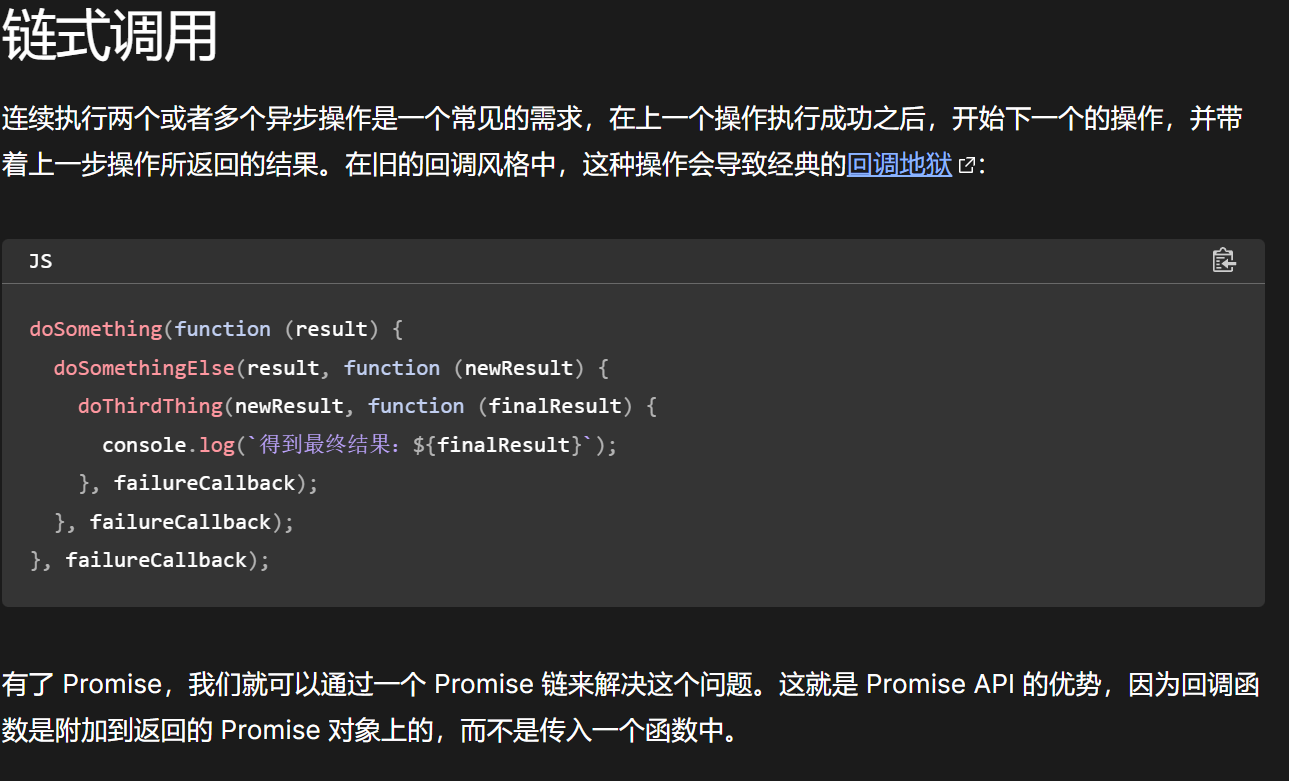 链式调用
连续执行两个或者多个异步操作是一个常见的需求，在上一个操作执行成功之后，开始下一个的操作，并带
着上一步操作所返回的结果。在旧的回调风格中，这种操作会导致经典的回调地狱：
JS
doSomething(function (result) {
  doSomethingElse(result, function (newResult) {
    doThirdThing(newResult, function (finalResult) {
      console.log(`得到最终结果：${finalResult}`);
    }, failureCallback);
  }, failureCallback);
}, failureCallback);
有了 Promise，我们就可以通过一个 Promise 链来解决这个问题。这就是 Promise API 的优势，因为回调函
数是附加到返回的 Promise 对象上的，而不是传入一个函数中。